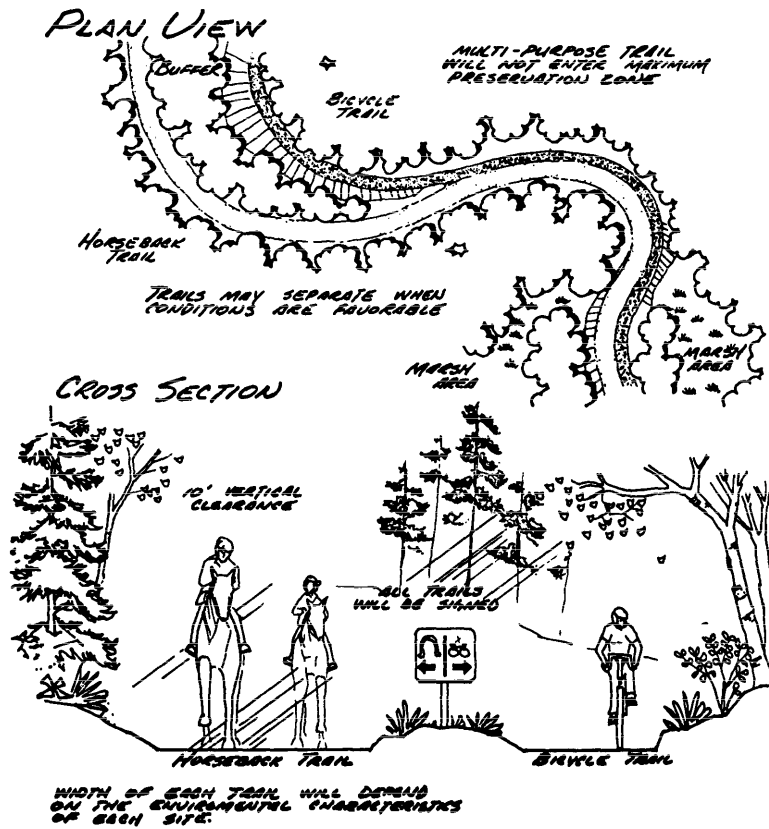 PLAN VIEW
BUFFER
BICYCLE
TRAIL
MULTI-PURPOSE TRAIL
WILL NOT ENTER MAXIMUM
PRESERVATION ZONE
HORSEBACK
TRAIL
TRAILS MAY SEPARATE WHEN
CONDITIONS ARE FAVORABLE
MARSH
AREA
MARSH
AREA
CROSS SECTION
10' VERTICAL
CLEARANCE
ALL TRAILS
WILL BE SIGNED
HORSEBACK TRAIL
BICYCLE TRAIL
WIDTH OF EACH TRAIL WILL DEPEND
ON THE ENVIROMENTAL CHARACTERISTICS
OF EACH SITE.